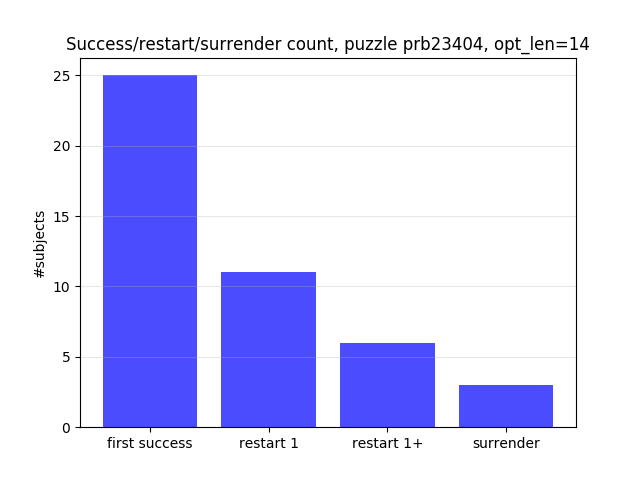 Success/restart/surrender count, puzzle prb23404, opt_len=14
25
20
15
10
5
0
#subjects
first success restart 1 restart 1+ surrender